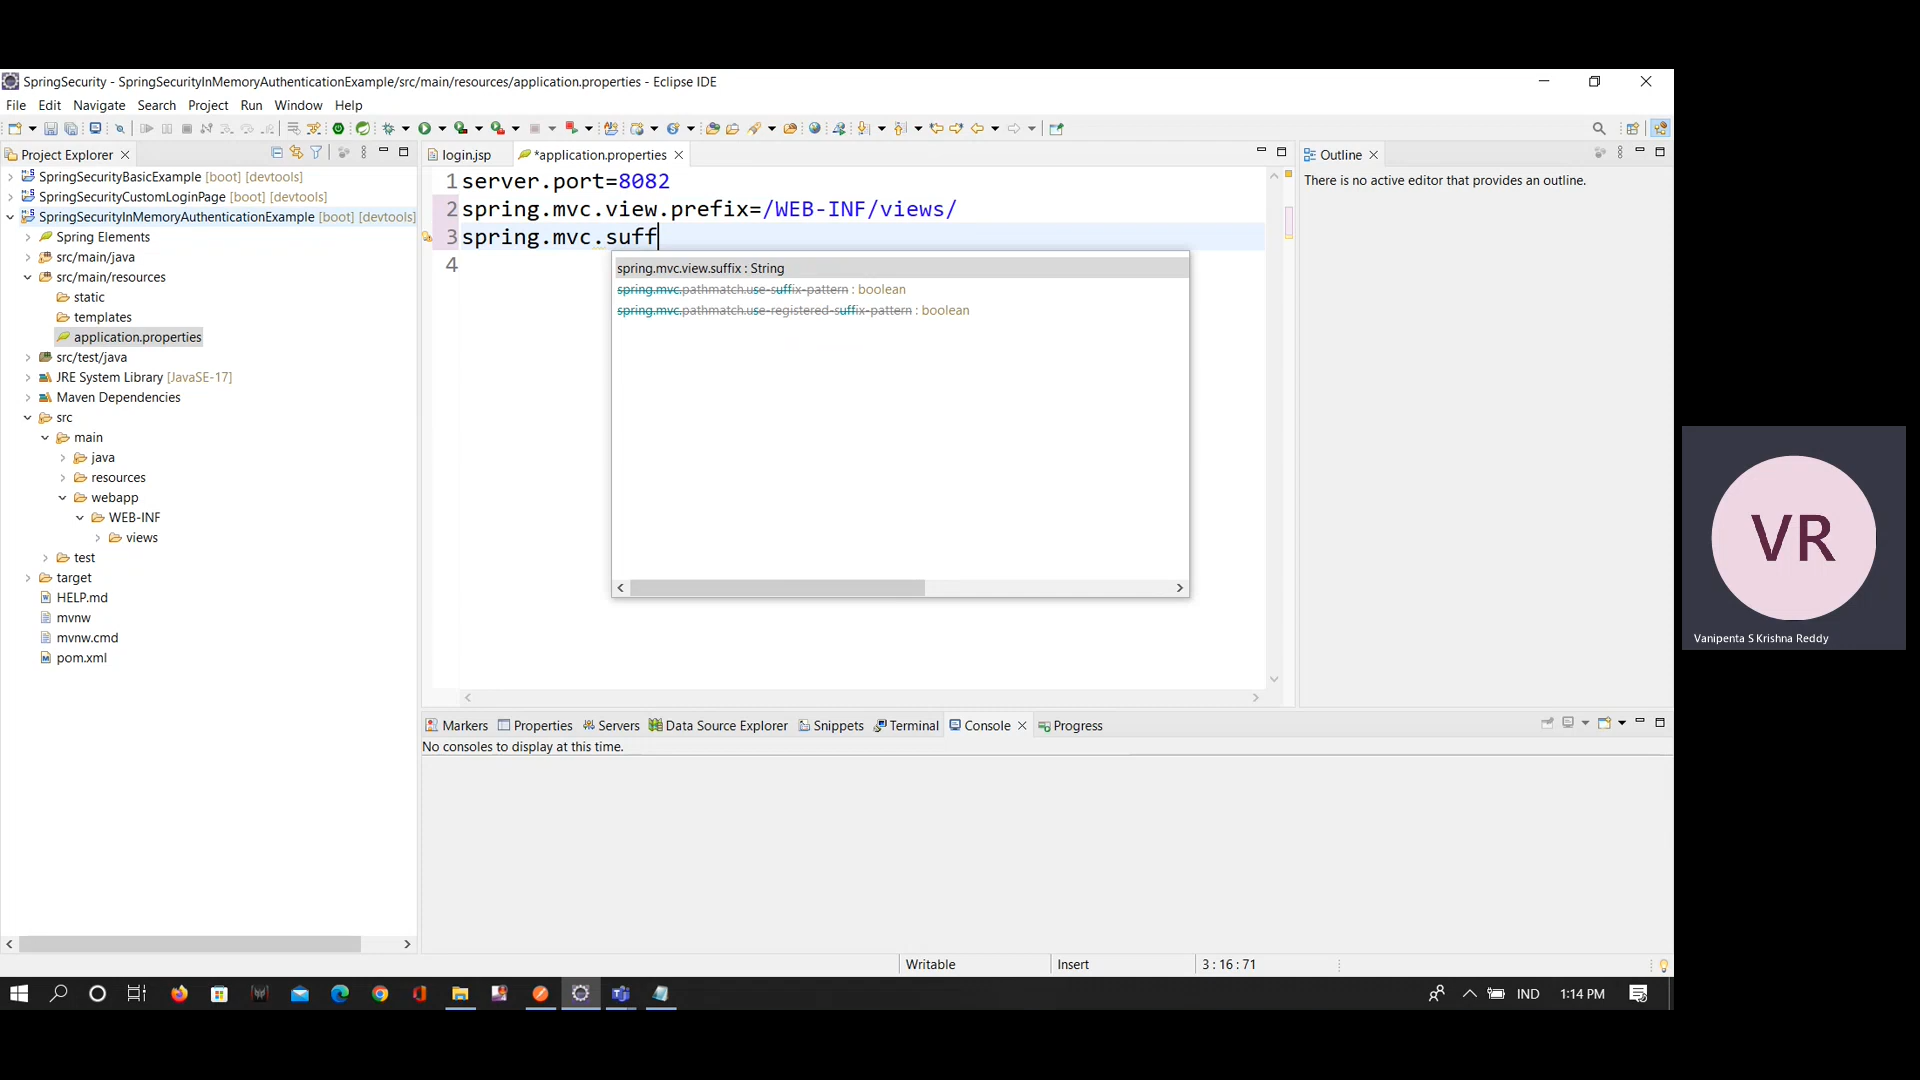 SpringSecurity - SpringSecurityInMemoryAuthenticationExample/src/main/resources/application.properties - Eclipse IDE
File Edit Navigate Search Project Run Window Help
Project Explorer
login.jsp
*application.properties
Outline
SpringSecurityBasicExample [boot] [devtools]
SpringSecurityCustomLoginPage [boot] [devtools]
SpringSecurityInMemoryAuthenticationExample [boot] [devtools]
Spring Elements
src/main/java
src/main/resources
static
templates
application.properties
src/test/java
JRE System Library [JavaSE-17]
Maven Dependencies
src
main
java
resources
webapp
WEB-INF
views
test
target
HELP.md
mvnw
mvnw.cmd
pom.xml
1 server.port=8082
2 spring.mvc.view.prefix=/WEB-INF/views/
3 spring.mvc.suff
4
spring.mvc.view.suffix : String
spring.mvc.pathmatch.use-suffix-pattern : boolean
spring.mvc.pathmatch.use-registered-suffix-pattern : boolean
There is no active editor that provides an outline.
Markers Properties Servers Data Source Explorer Snippets Terminal Console Progress
No consoles to display at this time.
Writable Insert 3 : 16 : 71
IND 1:14 PM
VR
Vanipenta S Krishna Reddy